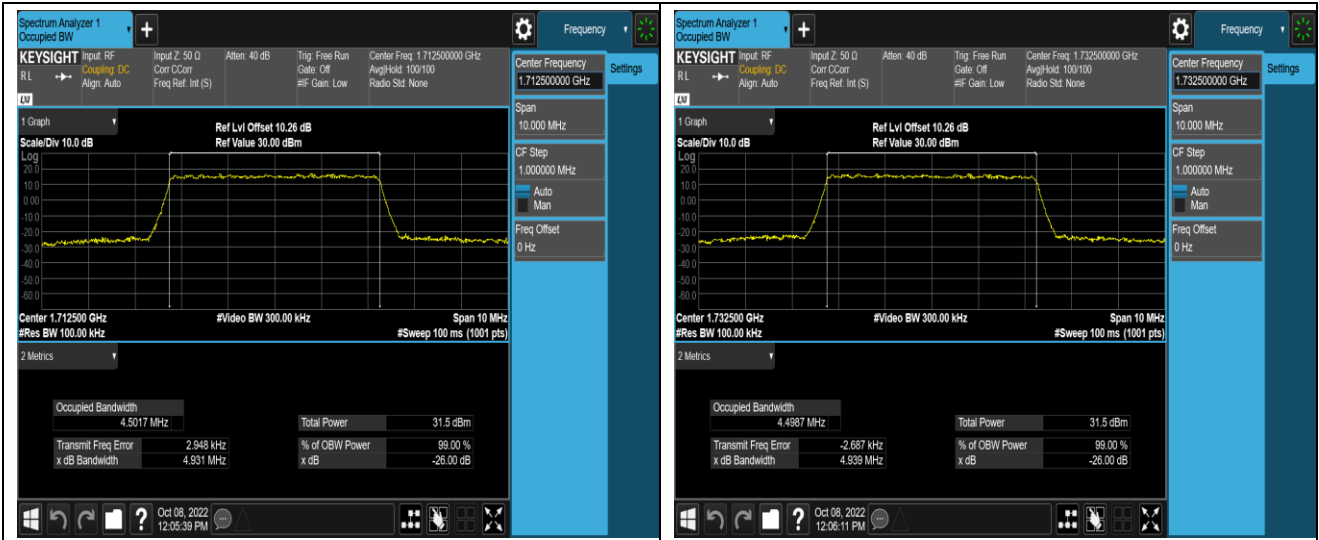 Spectrum Analyzer 1
Occupied BW
+
Frequency
KEYSIGHT
RL
LXI
Input: RF
Coupling: DC
Align: Auto
Input Z: 50 Ω
Corr CCorr
Freq Ref: Int (S)
Atten: 40 dB
Trig: Free Run
Gate: Off
#IF Gain: Low
Center Freq: 1.712500000 GHz
Avg|Hold: 100/100
Radio Std: None
Center Frequency
1.712500000 GHz
Settings
Span
10.000 MHz
CF Step
1.000000 MHz
Auto
Man
Freq Offset
0 Hz
1 Graph
Scale/Div 10.0 dB
Ref Lvl Offset 10.26 dB
Ref Value 30.00 dBm
Log
20.0
10.0
0.00
-10.0
-20.0
-30.0
-40.0
-50.0
-60.0
Center 1.712500 GHz
#Video BW 300.00 kHz
Span 10 MHz
#Res BW 100.00 kHz
#Sweep 100 ms (1001 pts)
2 Metrics
Occupied Bandwidth
4.5017 MHz
Total Power 31.5 dBm
Transmit Freq Error 2.948 kHz
% of OBW Power 99.00 %
x dB Bandwidth 4.931 MHz
x dB -26.00 dB
?
Oct 08, 2022
12:05:39 PM
Spectrum Analyzer 1
Occupied BW
+
Frequency
KEYSIGHT
RL
LXI
Input: RF
Coupling: DC
Align: Auto
Input Z: 50 Ω
Corr CCorr
Freq Ref: Int (S)
Atten: 40 dB
Trig: Free Run
Gate: Off
#IF Gain: Low
Center Freq: 1.732500000 GHz
Avg|Hold: 100/100
Radio Std: None
Center Frequency
1.732500000 GHz
Settings
Span
10.000 MHz
CF Step
1.000000 MHz
Auto
Man
Freq Offset
0 Hz
1 Graph
Scale/Div 10.0 dB
Ref Lvl Offset 10.26 dB
Ref Value 30.00 dBm
Log
20.0
10.0
0.00
-10.0
-20.0
-30.0
-40.0
-50.0
-60.0
Center 1.732500 GHz
#Video BW 300.00 kHz
Span 10 MHz
#Res BW 100.00 kHz
#Sweep 100 ms (1001 pts)
2 Metrics
Occupied Bandwidth
4.4987 MHz
Total Power 31.5 dBm
Transmit Freq Error -2.687 kHz
% of OBW Power 99.00 %
x dB Bandwidth 4.939 MHz
x dB -26.00 dB
?
Oct 08, 2022
12:06:11 PM